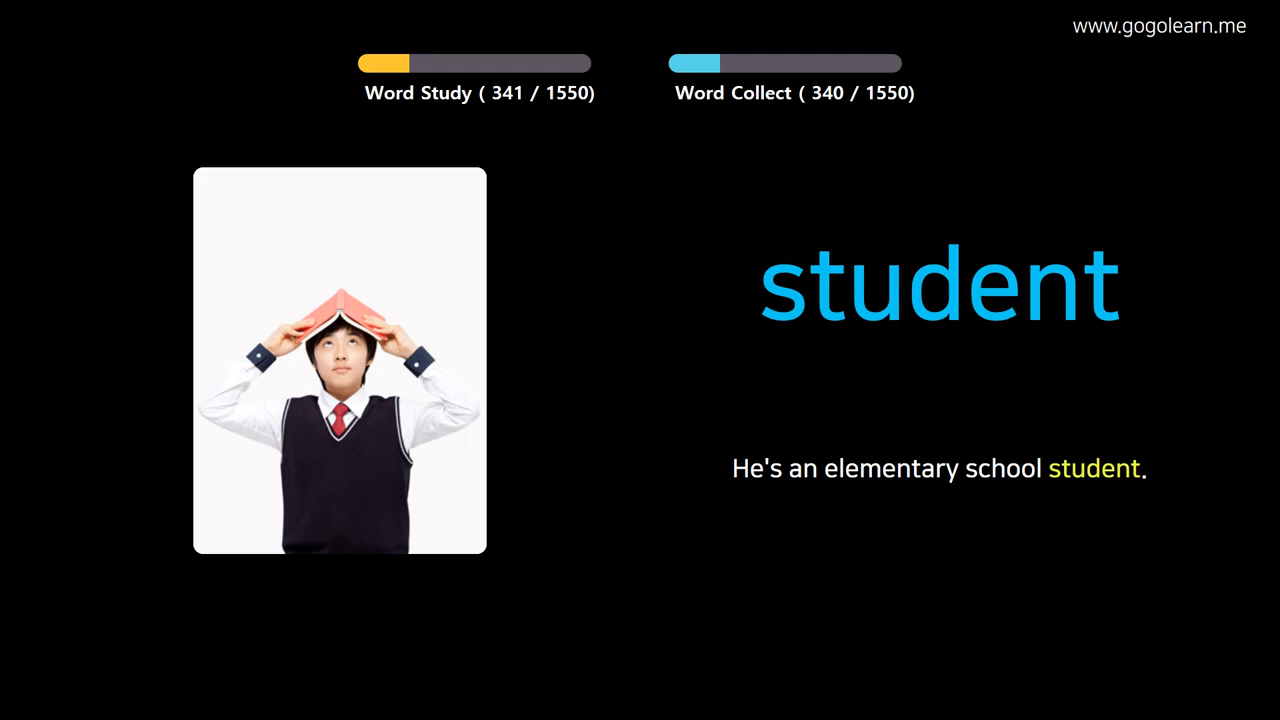 www.gogolearn.me
Word Study ( 341 / 1550)
Word Collect ( 340 / 1550)
student
He's an elementary school student.